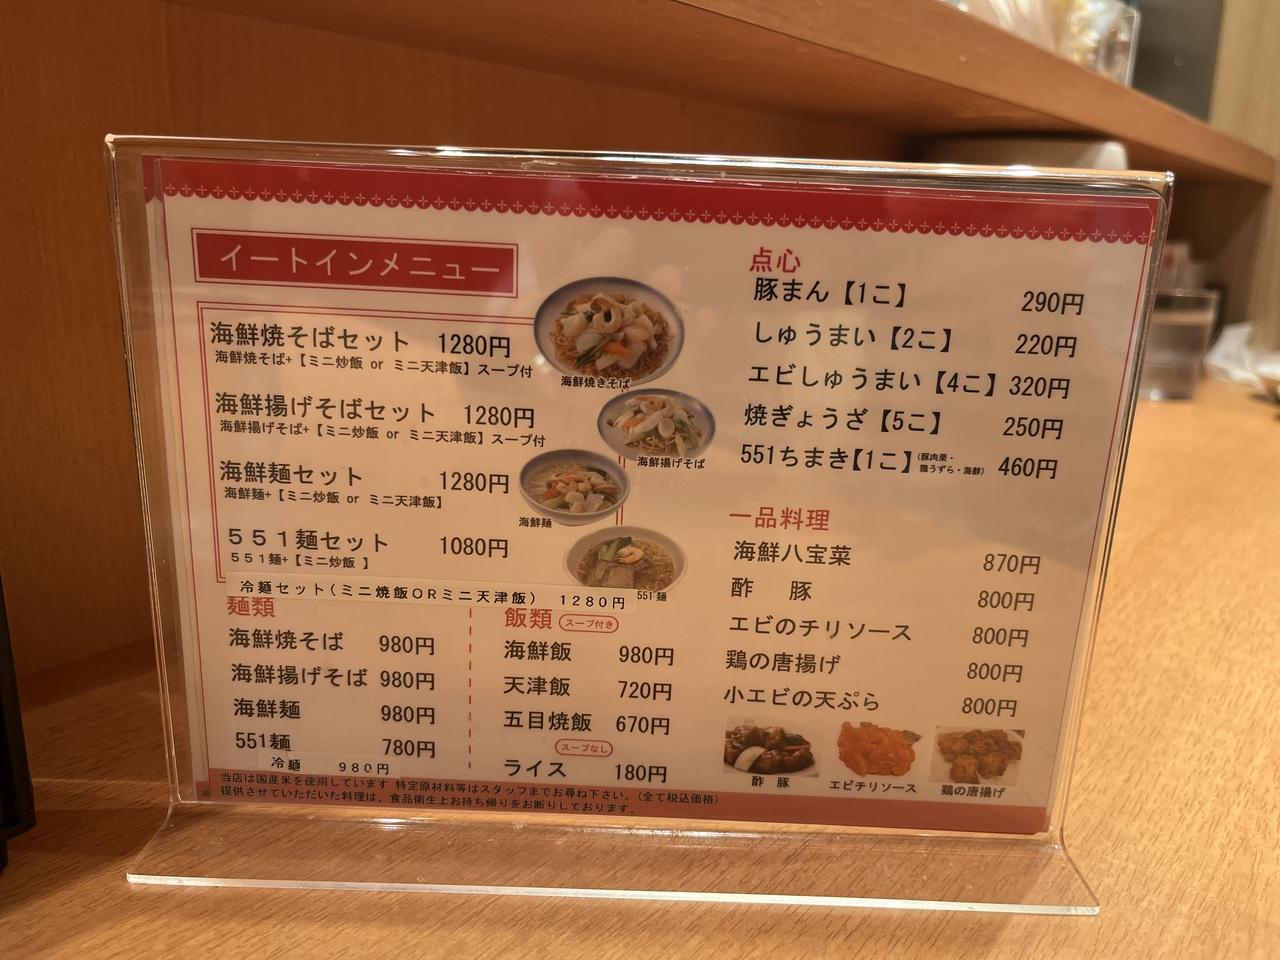 イートインメニュー
海鮮焼そばセット 1280円
海鮮焼そば+【ミニ炒飯 or ミニ天津飯】スープ付
海鮮揚げそばセット 1280円
海鮮揚げそば+【ミニ炒飯 or ミニ天津飯】スープ付
海鮮麺セット 1280円
海鮮麺+【ミニ炒飯 or ミニ天津飯】
551麺セット 1080円
551麺+【ミニ炒飯 】
冷麺セット(ミニ焼飯ORミニ天津飯) 1280円
海鮮焼きそば
海鮮揚げそば
海鮮麺
551麺
麺類
海鮮焼そば 980円
海鮮揚げそば 980円
海鮮麺 980円
551麺 780円
冷麺 980円
飯類 スープ付き
海鮮飯 980円
天津飯 720円
五目焼飯 670円
スープなし
ライス 180円
点心
豚まん【1こ】 290円
しゅうまい【2こ】 220円
エビしゅうまい【4こ】 320円
焼ぎょうざ【5こ】 250円
551ちまき【1こ】(豚肉栗・鶏うずら・海鮮) 460円
一品料理
海鮮八宝菜 870円
酢 豚 800円
エビのチリソース 800円
鶏の唐揚げ 800円
小エビの天ぷら 800円
酢 豚
エビチリソース
鶏の唐揚げ
当店は国産米を使用しています 特定原材料等はスタッフまでお尋ね下さい。(全て税込価格)
提供させていただいた料理は、食品衛生上お持ち帰りをお断りしております。